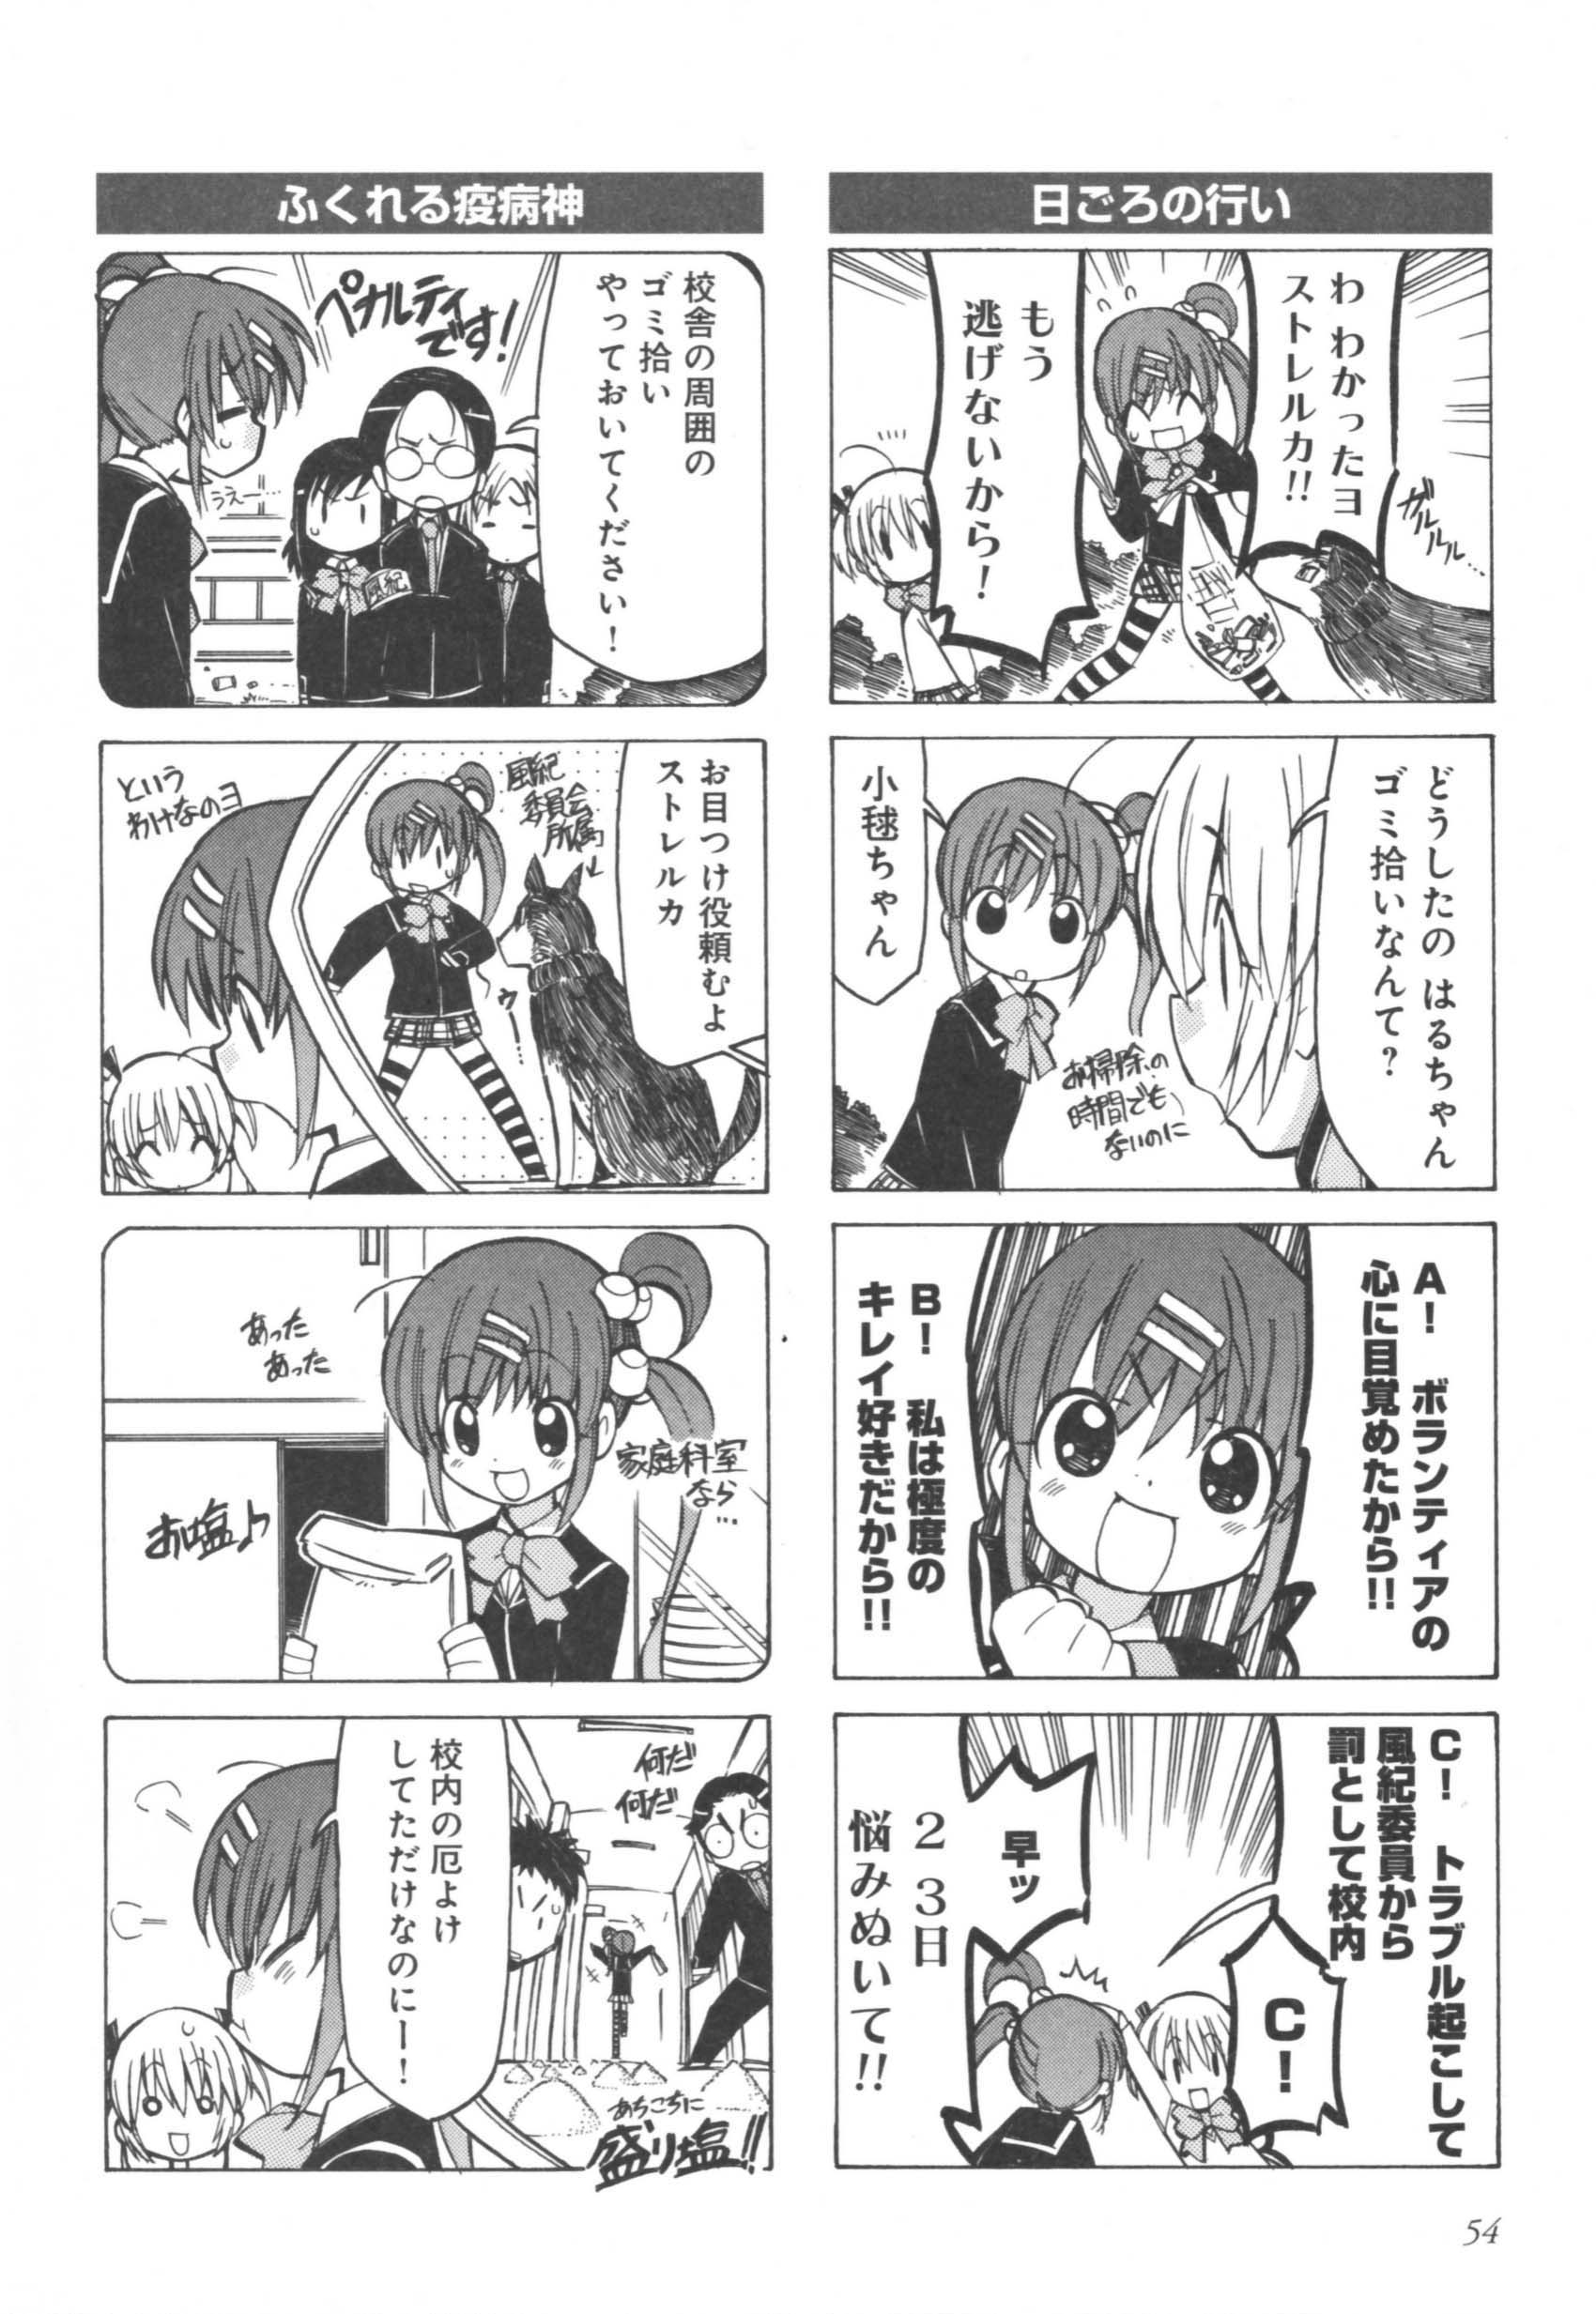 日ごろの行い
わ わかったヨ
ストレルカ!!
ガルルル…
もう
逃げないから!
どうしたの はるちゃん
ゴミ拾いなんて?
お掃除の
時間でも
ないのに
小毬ちゃん
A! ボランティアの
心に目覚めたから!!
B! 私は極度の
キレイ好きだから!!
C! トラブル起こして
風紀委員から
罰として校内
C!
早ッ
2 3日
悩みぬいて!!
ふくれる疫病神
校舎の周囲の
ゴミ拾い
やっておいてください!
ペナルティ
です!
風紀
うえー…
お目つけ役頼むよ
ストレルカ
風紀
委員会
所属
ウー…
という
わけなのヨ
家庭科室
なら…
あった
あった
お塩♪
何だ
何だ
校内の厄よけ
してただけなのにー!
あちこちに
盛り塩!!
54